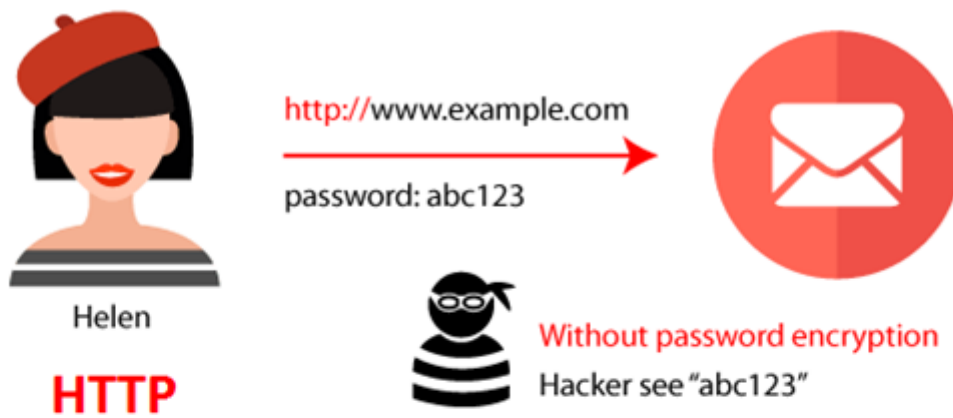 http://www.example.com
password: abc123
Helen
Without password encryption
HTTP
Hacker see “abc123”